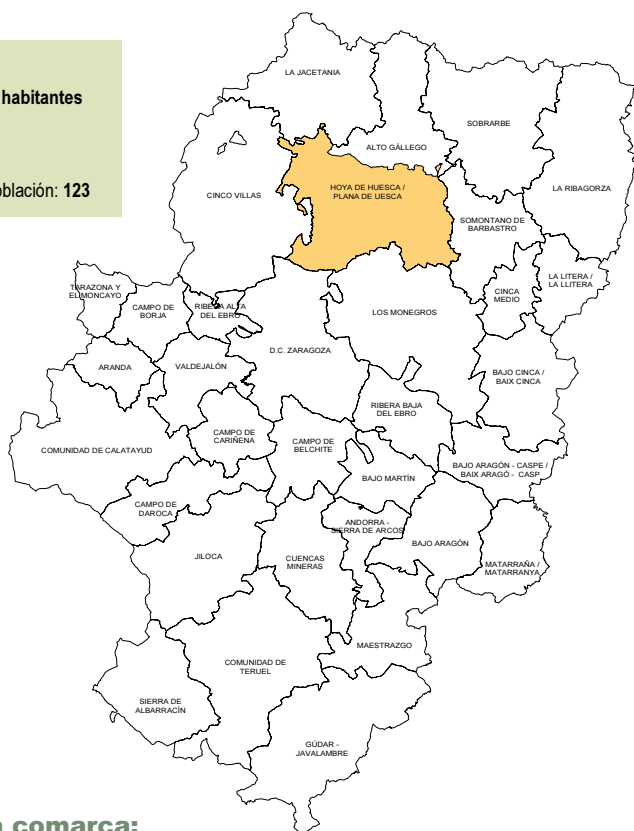 habitantes
oblación: 123
LA JACETANIA
ALTO GÁLLEGO
SOBRARBE
LA RIBAGORZA
CINCO VILLAS
HOYA DE HUESCA /
PLANA DE UESCA
SOMONTANO DE
BARBASTRO
LA LITERA /
LA LLITERA
CINCA
MEDIO
TARAZONA Y
EL MONCAYO
CAMPO DE
BORJA
RIBERA ALTA
DEL EBRO
LOS MONEGROS
D.C. ZARAGOZA
ARANDA
VALDEJALÓN
BAJO CINCA /
BAIX CINCA
RIBERA BAJA
DEL EBRO
COMUNIDAD DE CALATAYUD
CAMPO DE
CARIÑENA
CAMPO DE
BELCHITE
BAJO ARAGÓN - CASPE /
BAIX ARAGÓ - CASP
BAJO MARTÍN
CAMPO DE
DAROCA
ANDORRA -
SIERRA DE ARCOS
BAJO ARAGÓN
JILOCA
CUENCAS
MINERAS
MATARRAÑA /
MATARRANYA
MAESTRAZGO
COMUNIDAD DE
TERUEL
SIERRA DE
ALBARRACÍN
GÚDAR -
JAVALAMBRE
comarca: